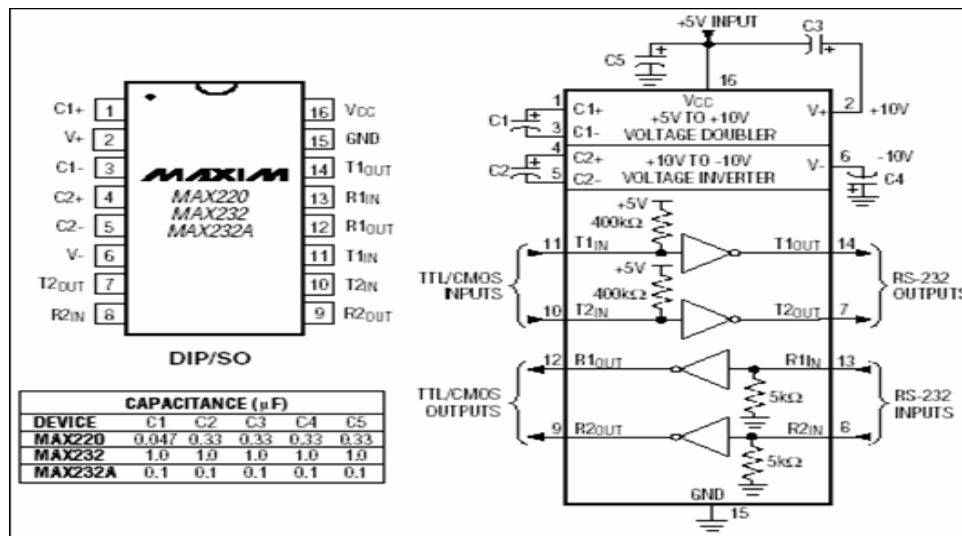 C1+ 1
V+ 2
C1- 3
C2+ 4
C2- 5
V- 6
T2OUT 7
R2IN 8
16 VCC
15 GND
14 T1OUT
13 R1IN
12 R1OUT
11 T1IN
10 T2IN
9 R2OUT
MAXIM
MAX220
MAX232
MAX232A
DIP/SO
CAPACITANCE (µF)
DEVICE C1 C2 C3 C4 C5
MAX220 0.047 0.33 0.33 0.33 0.33
MAX232 1.0 1.0 1.0 1.0 1.0
MAX232A 0.1 0.1 0.1 0.1 0.1
+5V INPUT
C3
C5
16
VCC
1 C1+
C1
3 C1-
+5V TO +10V
VOLTAGE DOUBLER
V+ 2 +10V
4 C2+
C2
5 C2-
+10V TO -10V
VOLTAGE INVERTER
V- 6 -10V
C4
+5V
400kΩ
11 T1IN
T1OUT 14
+5V
400kΩ
TTL/CMOS
INPUTS
RS-232
OUTPUTS
10 T2IN
T2OUT 7
12 R1OUT
R1IN 13
5kΩ
TTL/CMOS
OUTPUTS
RS-232
INPUTS
9 R2OUT
R2IN 8
5kΩ
GND
15